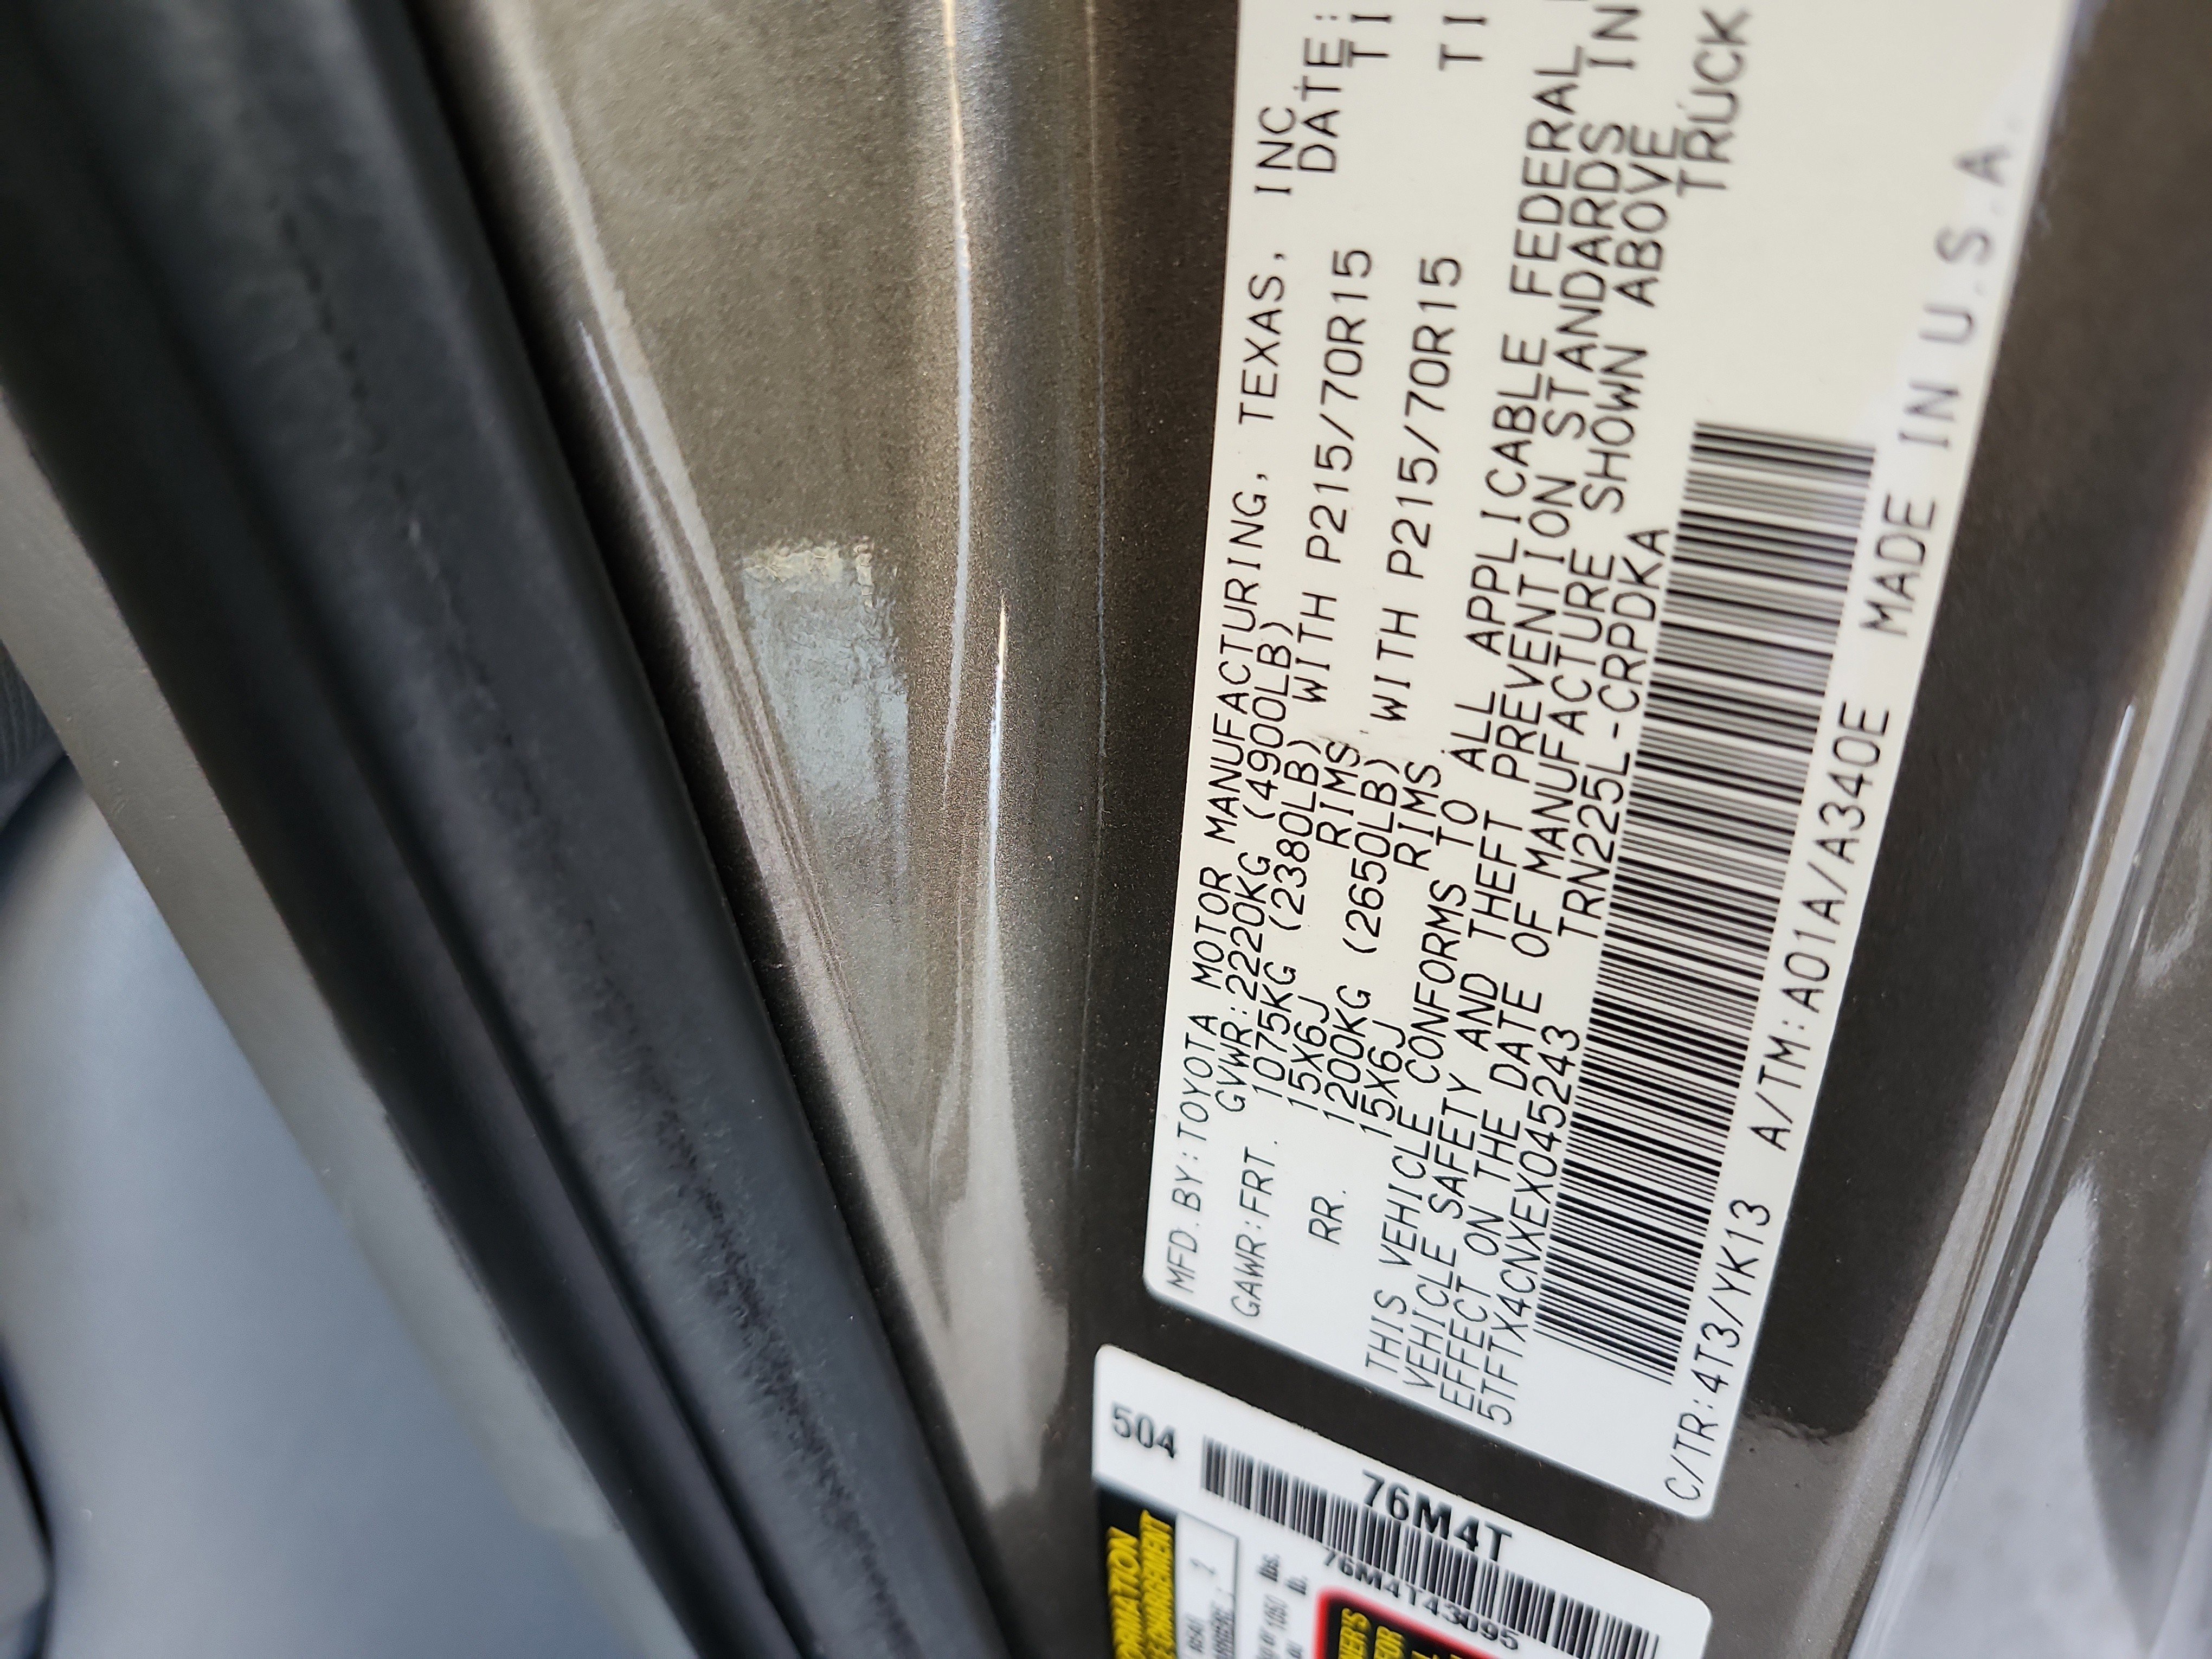 MFD.BY:TOYOTA MOTOR MANUFACTURING, TEXAS, INC.
GVWR:2220KG (4900LB) DATE:
GAWR:FRT. 1075KG (2380LB) WITH P215/70R15 TI
15X6J RIMS
RR. 1200KG (2650LB) WITH P215/70R15 TI
15X6J RIMS
THIS VEHICLE CONFORMS TO ALL APPLICABLE FEDERAL
VEHICLE SAFETY AND THEFT PREVENTION STANDARDS IN
EFFECT ON THE DATE OF MANUFACTURE SHOWN ABOVE
5TFTX4CNXEX045243 TRN225L-CRPDKA TRUCK
C/TR:4T3/YK13 A/TM:A01A/A340E MADE IN U.S.A.
504
76M4T
76M4T43095